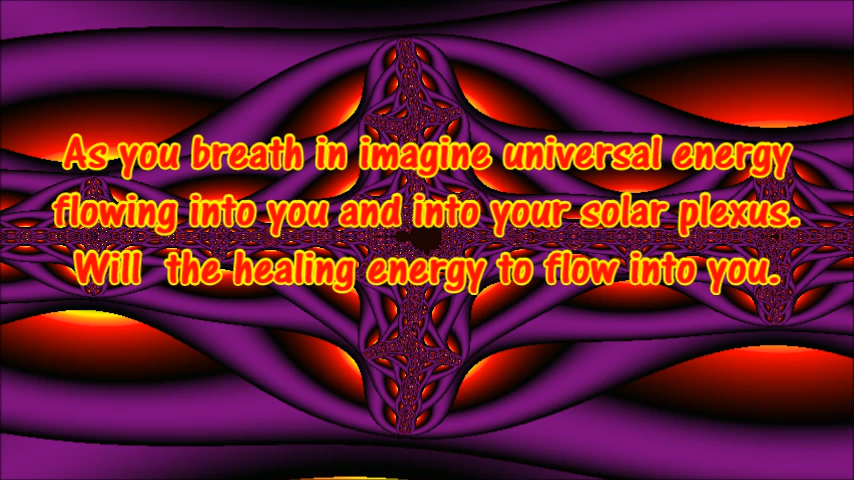 As you breath in imagine universal energy
flowing into you and into your solar plexus.
Will  the healing energy to flow into you.